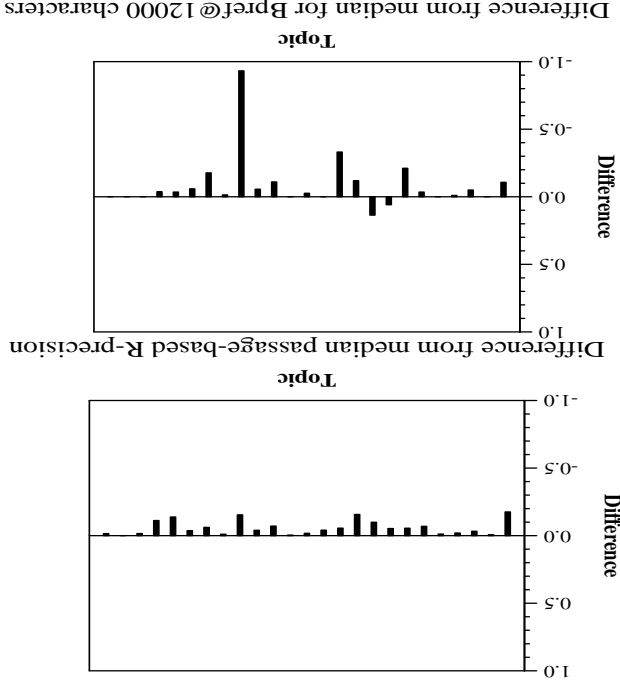 1.0
0.5
0.0
-0.5
-1.0
Difference
Topic
Difference from median passage-based R-precision
1.0
0.5
0.0
-0.5
-1.0
Difference
Topic
Difference from median for Bpref@12000 characters